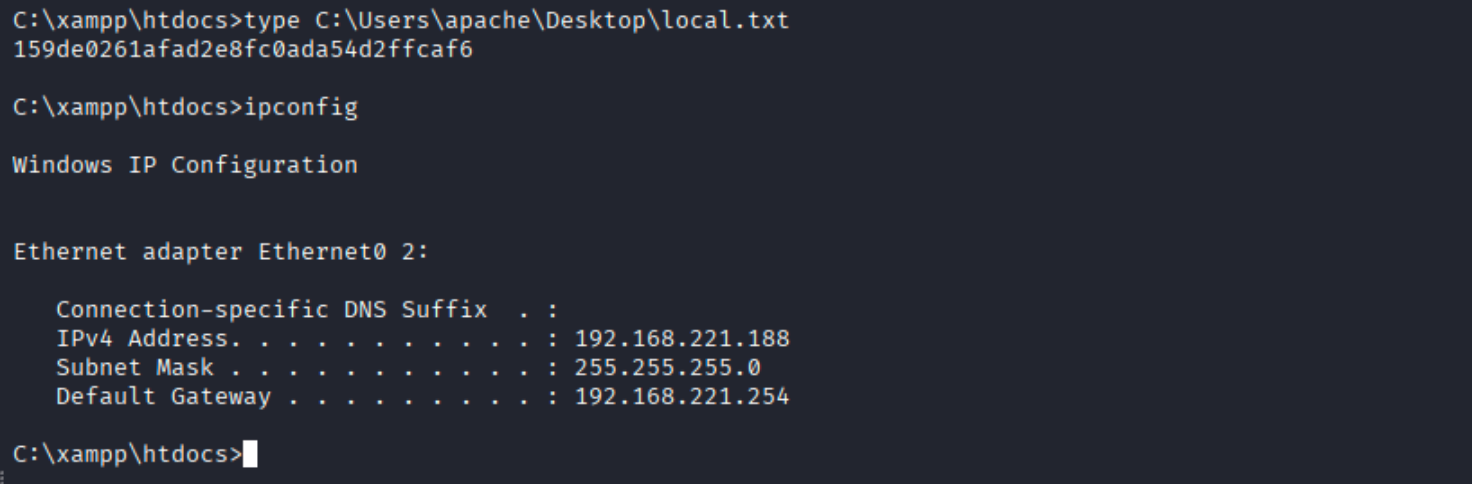 C:\xampp\htdocs>type C:\Users\apache\Desktop\local.txt
159de0261afad2e8fc0ada54d2ffcaf6
C:\xampp\htdocs>ipconfig
Windows IP Configuration
Ethernet adapter Ethernet0 2:
Connection-specific DNS Suffix  . :
IPv4 Address. . . . . . . . . . . : 192.168.221.188
Subnet Mask . . . . . . . . . . . : 255.255.255.0
Default Gateway . . . . . . . . . : 192.168.221.254
C:\xampp\htdocs>